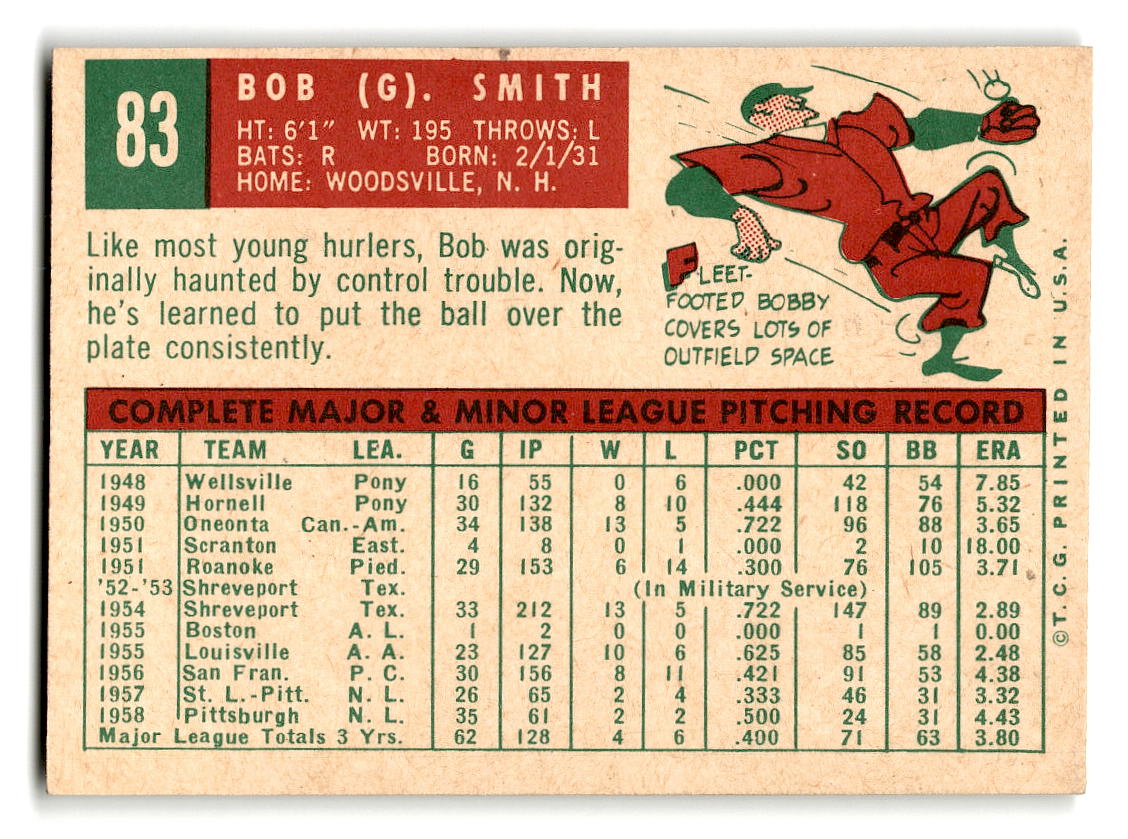 83
BOB (G). SMITH
HT: 6'1" WT: 195 THROWS: L
BATS: R BORN: 2/1/31
HOME: WOODSVILLE, N. H.
Like most young hurlers, Bob was orig-
inally haunted by control trouble. Now,
he's learned to put the ball over the
plate consistently.
FLEET-
FOOTED BOBBY
COVERS LOTS OF
OUTFIELD SPACE
COMPLETE MAJOR & MINOR LEAGUE PITCHING RECORD
YEAR TEAM LEA. G IP W L PCT SO BB ERA
1948 Wellsville Pony 16 55 0 6 .000 42 54 7.85
1949 Hornell Pony 30 132 8 10 .444 118 76 5.32
1950 Oneonta Can.-Am. 34 138 13 5 .722 96 88 3.65
1951 Scranton East. 4 8 0 1 .000 2 10 18.00
1951 Roanoke Pied. 29 153 6 14 .300 76 105 3.71
'52-'53 Shreveport Tex. (In Military Service)
1954 Shreveport Tex. 33 212 13 5 .722 147 89 2.89
1955 Boston A. L. 1 2 0 0 .000 1 1 0.00
1955 Louisville A. A. 23 127 10 6 .625 85 58 2.48
1956 San Fran. P. C. 30 156 8 11 .421 91 53 4.38
1957 St. L.-Pitt. N. L. 26 65 2 4 .333 46 31 3.32
1958 Pittsburgh N. L. 35 61 2 2 .500 24 31 4.43
Major League Totals 3 Yrs. 62 128 4 6 .400 71 63 3.80
©T. C. G. PRINTED IN U.S.A.